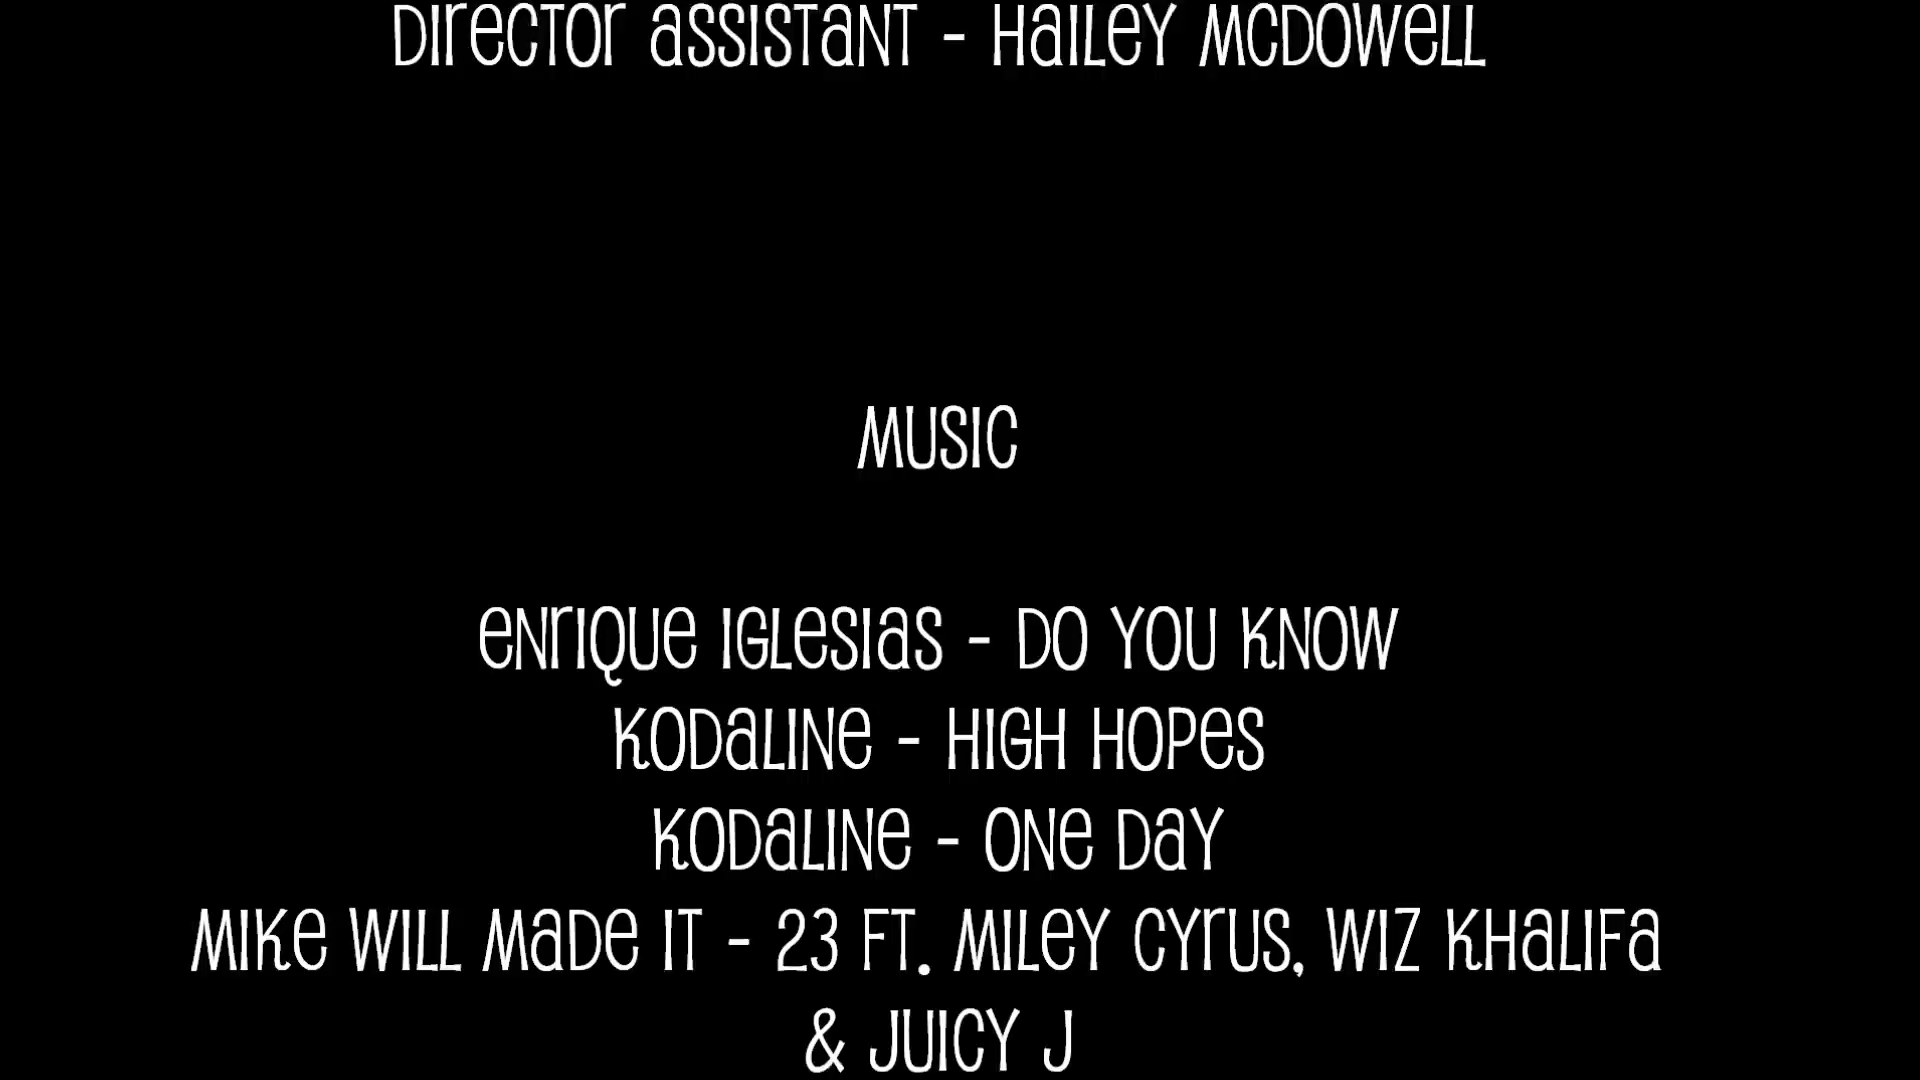 Director Assistant - Hailey McDowell
Music
Enrique Iglesias - Do You Know
Kodaline - High Hopes
Kodaline - One Day
Mike Will Made It - 23 ft. Miley Cyrus, Wiz Khalifa
& Juicy J